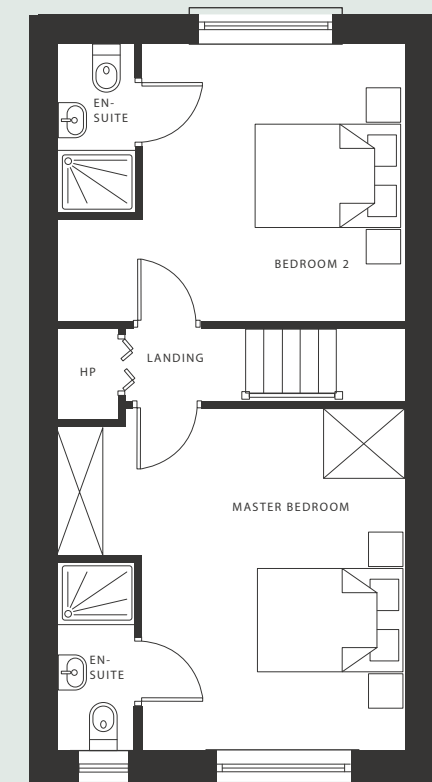 EN-
SUITE
BEDROOM 2
HP
LANDING
MASTER BEDROOM
EN-
SUITE